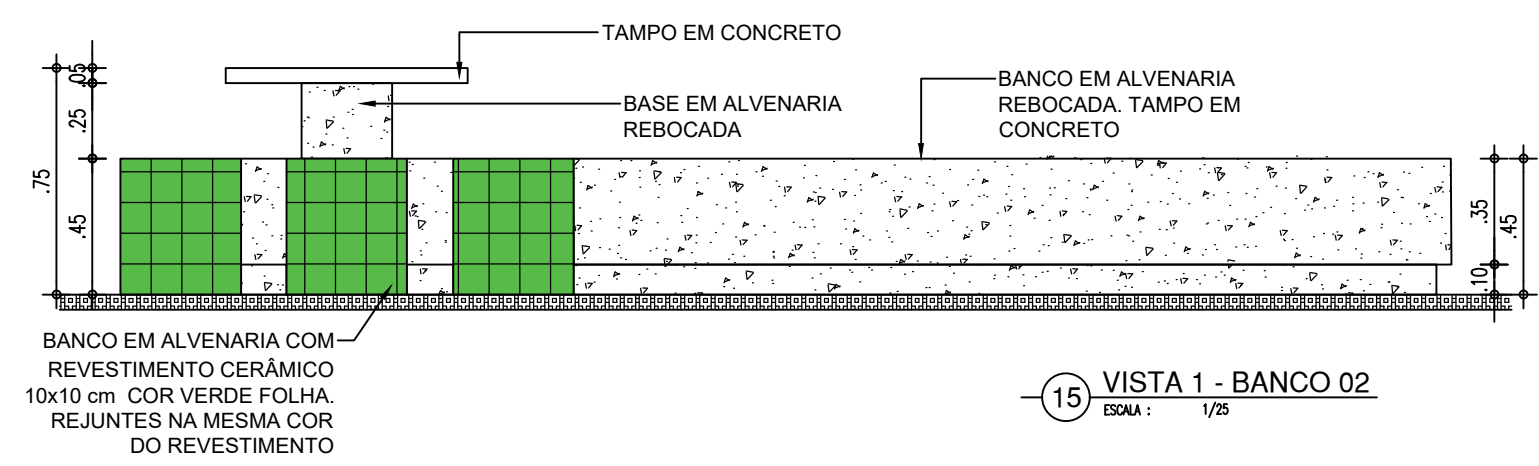 TAMPO EM CONCRETO
BASE EM ALVENARIA
REBOCADA
BANCO EM ALVENARIA
REBOCADA. TAMPO EM
CONCRETO
.05
.25
.75
.45
.35
.45
.10
BANCO EM ALVENARIA COM
REVESTIMENTO CERÂMICO
10x10 cm COR VERDE FOLHA.
REJUNTES NA MESMA COR
DO REVESTIMENTO
15 VISTA 1 - BANCO 02
ESCALA : 1/25